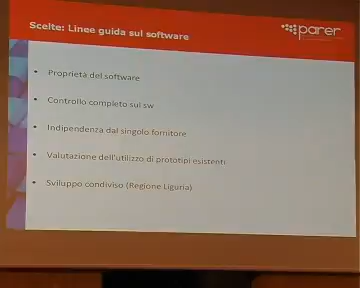 Scelte: Linee guida sul software
parer
• Proprietà del software
• Controllo completo sul sw
• Indipendenza dal singolo fornitore
• Valutazione dell'utilizzo di prototipi esistenti
• Sviluppo condiviso (Regione Liguria)